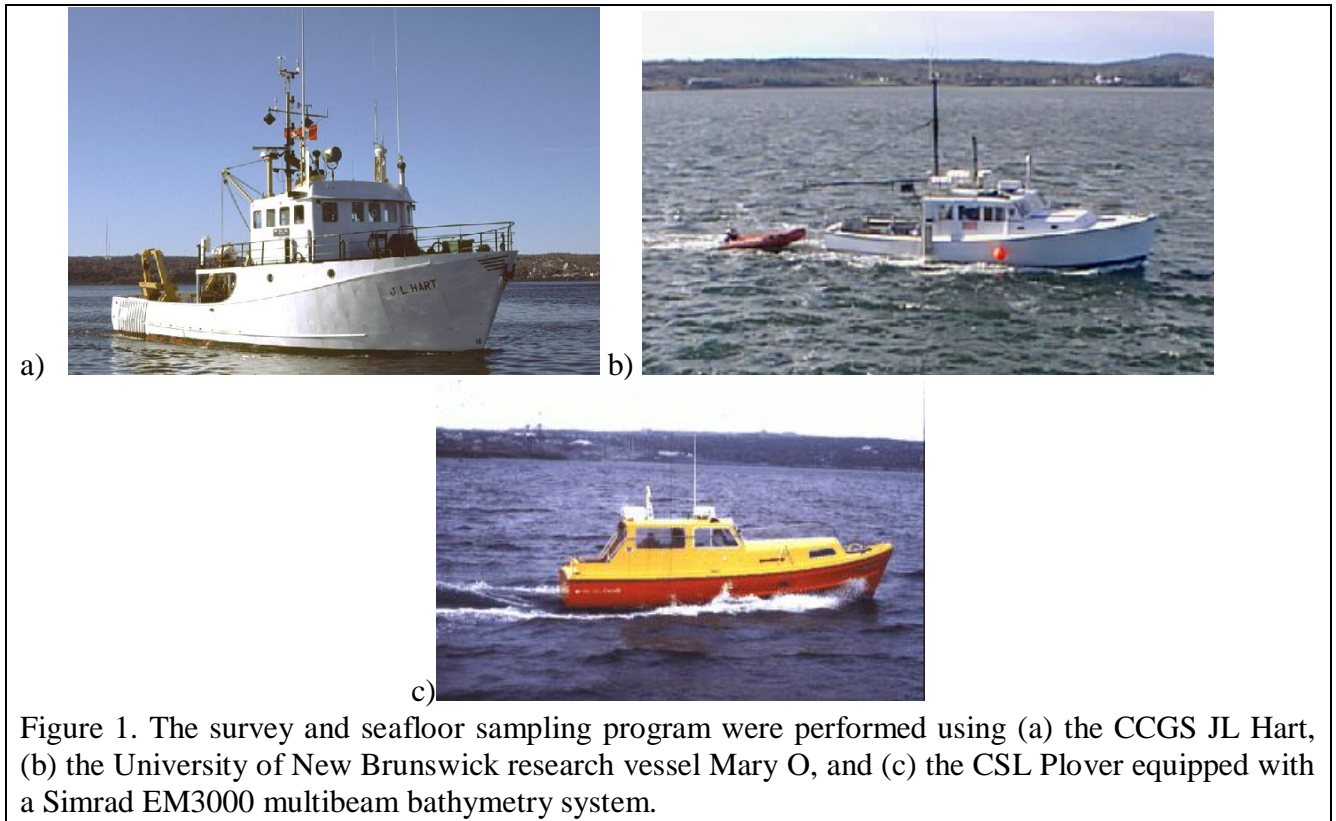 J. L. HART
a)
b)
c)
Figure 1. The survey and seafloor sampling program were performed using (a) the CCGS JL Hart,
(b) the University of New Brunswick research vessel Mary O, and (c) the CSL Plover equipped with
a Simrad EM3000 multibeam bathymetry system.